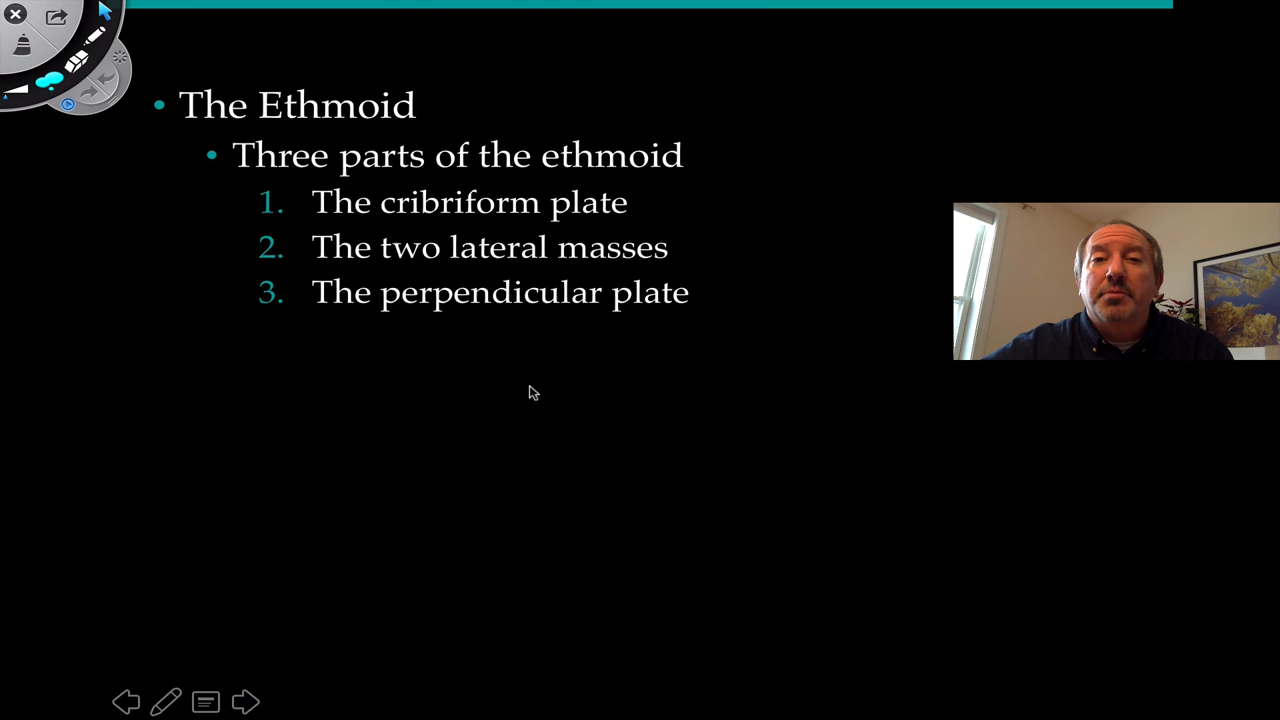 • The Ethmoid
• Three parts of the ethmoid
1. The cribriform plate
2. The two lateral masses
3. The perpendicular plate